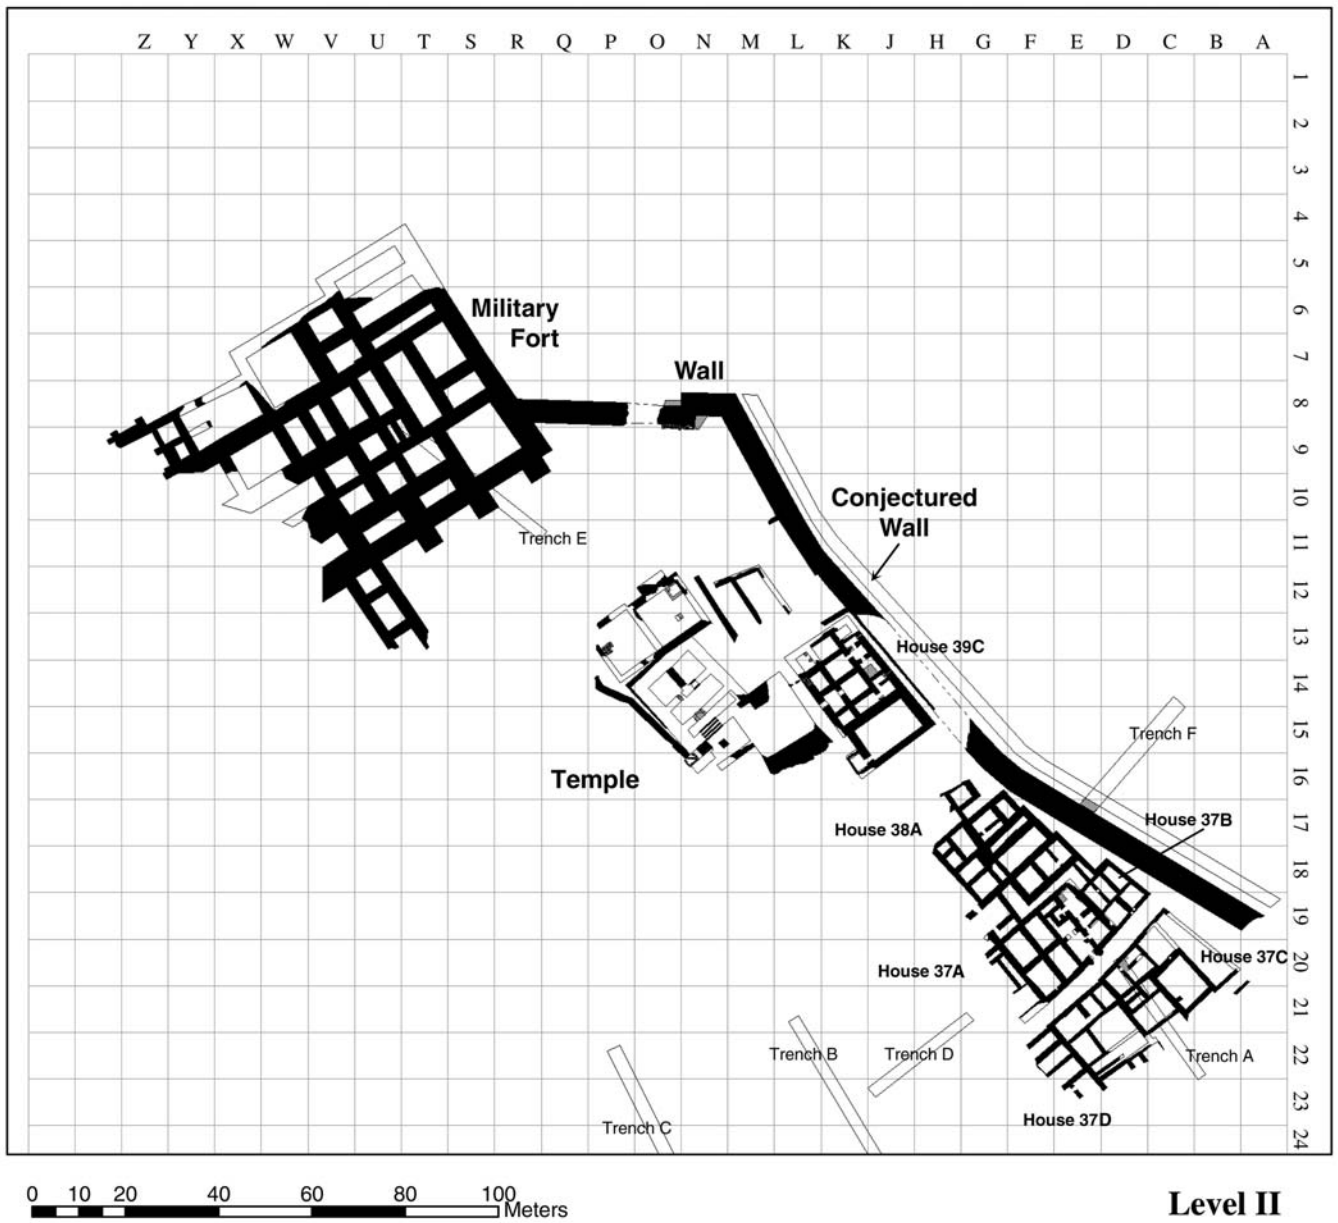 Z Y X W V U T S R Q P O N M L K J H G F E D C B A
1
2
3
4
5
6
Military
Fort
7
Wall
8
9
10
Conjectured
Wall
Trench E
11
12
13
House 39C
14
15
Trench F
Temple
16
House 38A
House 37B
17
18
19
House 37C
20
House 37A
21
Trench B
Trench D
Trench A
22
23
House 37D
Trench C
24
0 10 20 40 60 80 100
Meters
Level II